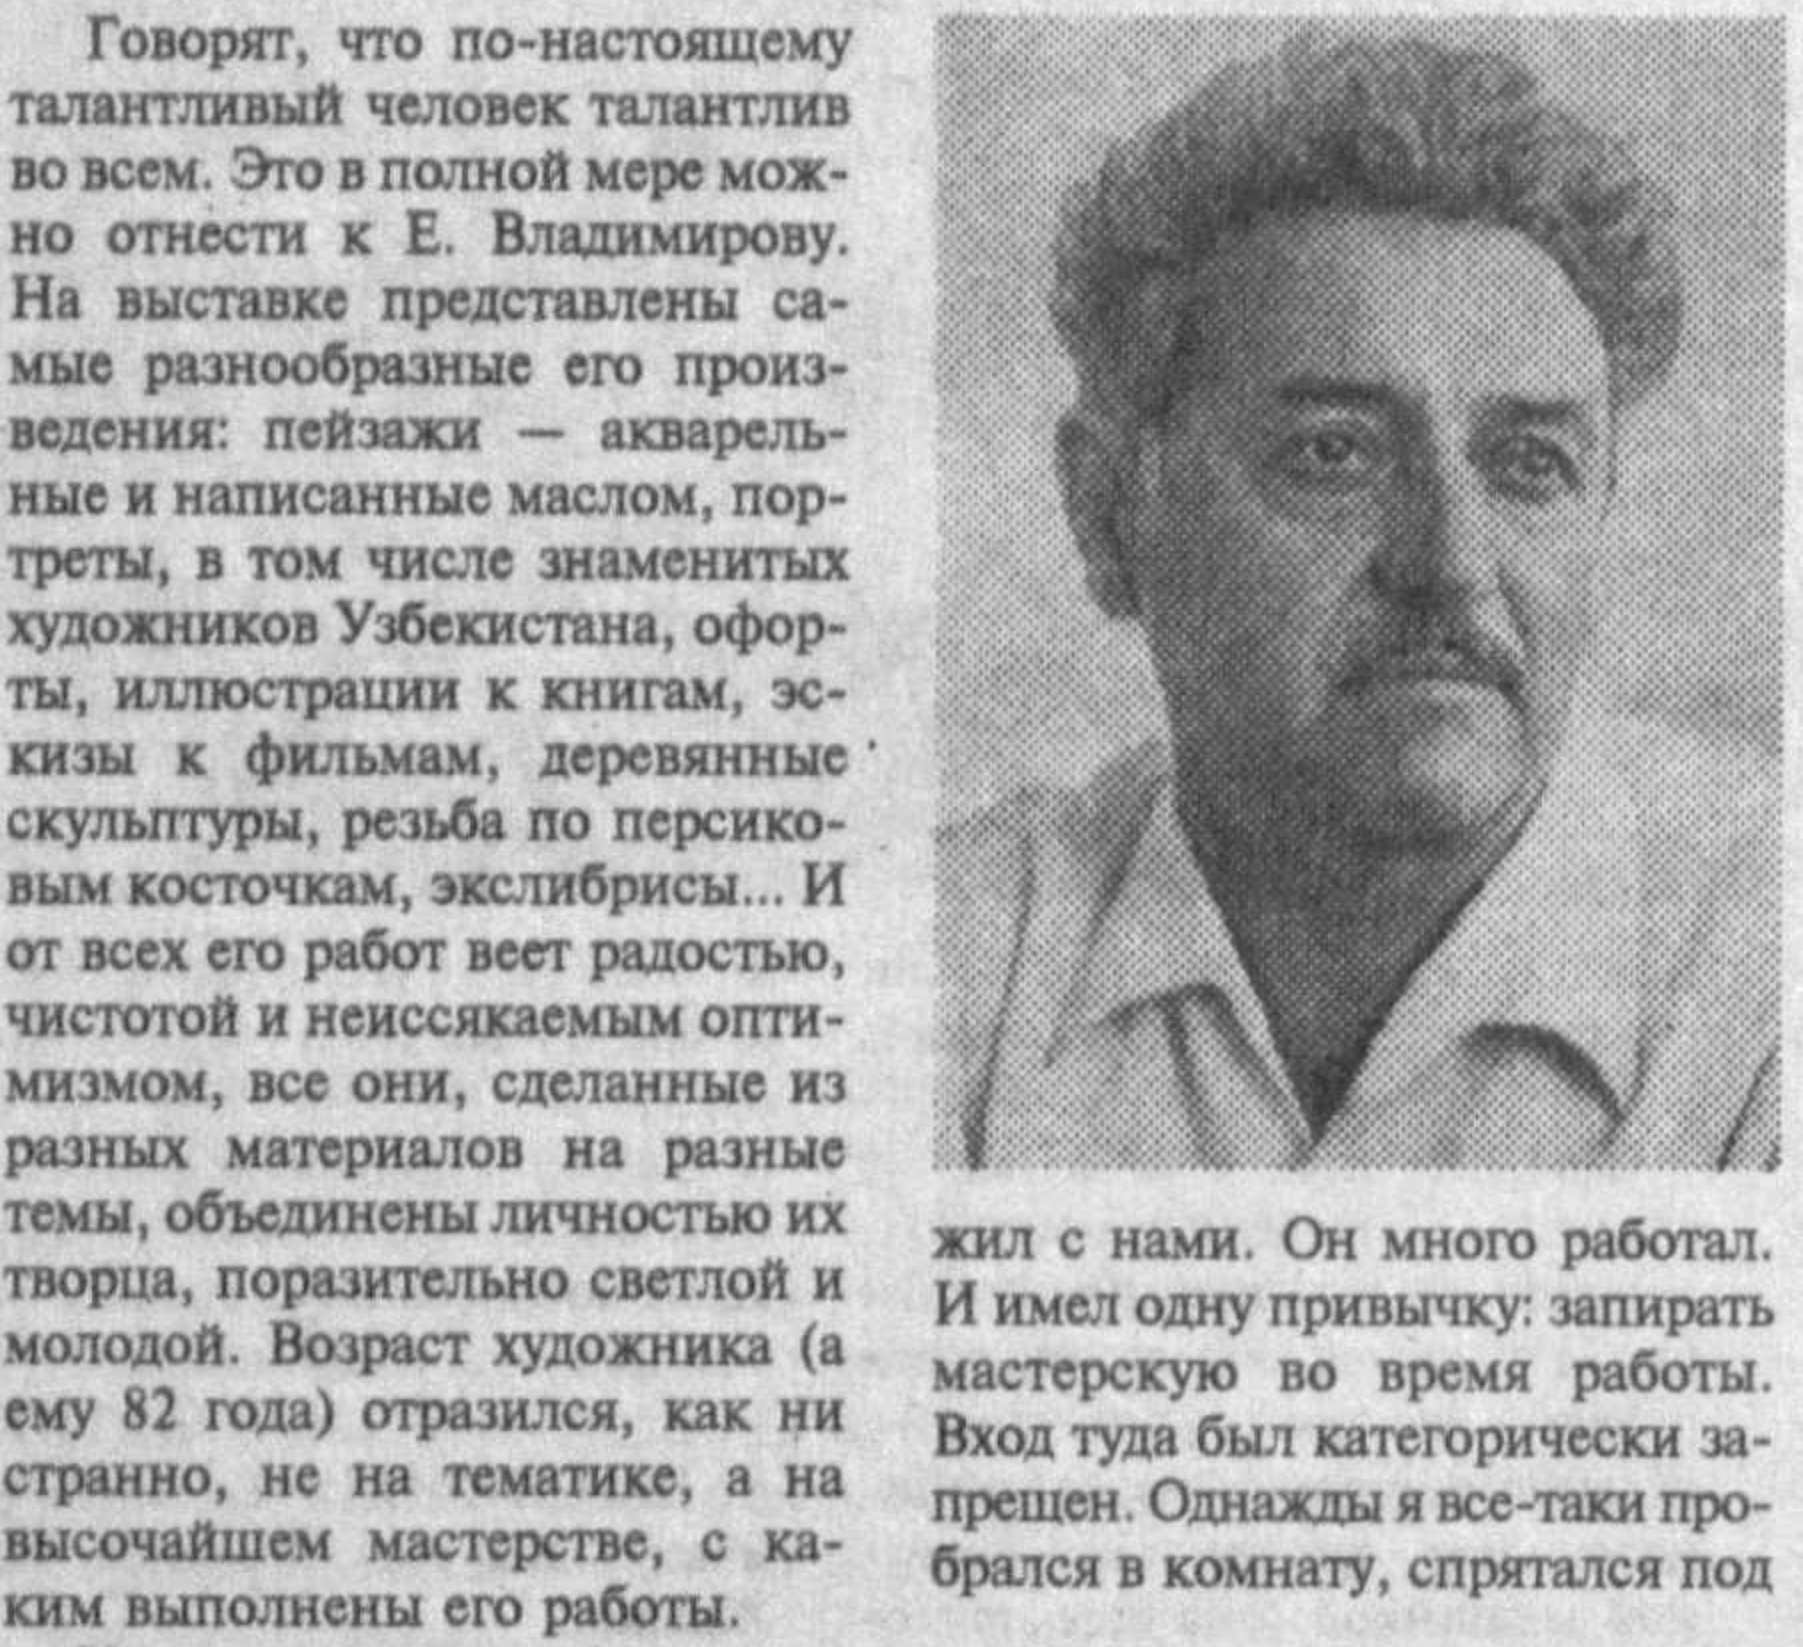 Говорят, что по-настоящему
талантливый человек талантлив
во всем. Это в полной мере мож-
но отнести к Е. Владимирову.
На выставке представлены са-
мые разнообразные его произ-
ведения: пейзажи — акварель-
ные и написанные маслом, пор-
треты, в том числе знаменитых
художников Узбекистана, офор-
ты, иллюстрации к книгам, эс-
кизы к фильмам, деревянные
скульптуры, резьба по персико-
вым косточкам, экслибрисы... И
от всех его работ веет радостью,
чистотой и неиссякаемым опти-
мизмом, все они, сделанные из
разных материалов на разные
темы, объединены личностью их
творца, поразительно светлой и
молодой. Возраст художника (а
ему 82 года) отразился, как ни
странно, не на тематике, а на
высочайшем мастерстве, с ка-
ким выполнены его работы.
жил с нами. Он много работал.
И имел одну привычку: запирать
мастерскую во время работы.
Вход туда был категорически за-
прещен. Однажды я все-таки про-
брался в комнату, спрятался под